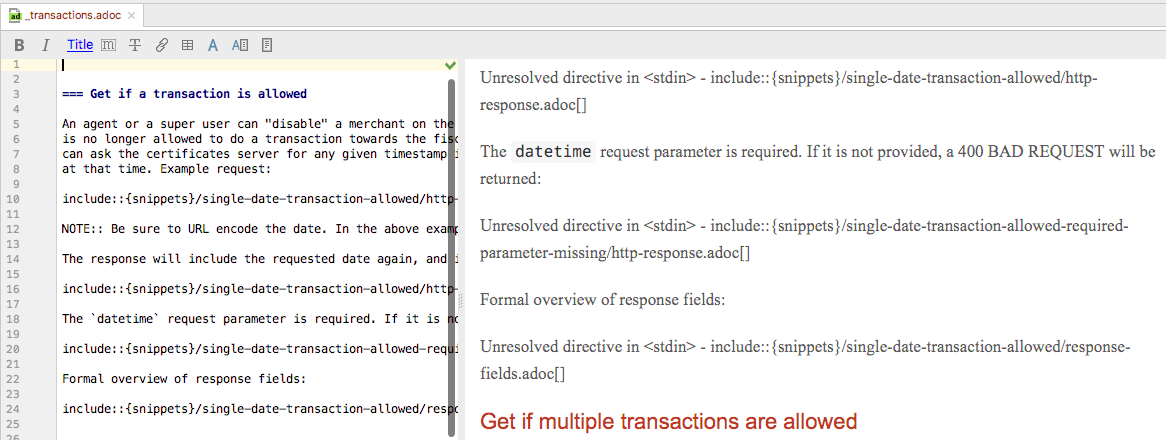 _transactions.adoc
B I Title m T A A
1
2
3 === Get if a transaction is allowed
4
5 An agent or a super user can "disable" a merchant on the
6 is no longer allowed to do a transaction towards the fisc
7 can ask the certificates server for any given timestamp i
8 at that time. Example request:
9
10 include::{snippets}/single-date-transaction-allowed/http-
11
12 NOTE:: Be sure to URL encode the date. In the above examp
13
14 The response will include the requested date again, and i
15
16 include::{snippets}/single-date-transaction-allowed/http-
17
18 The `datetime` request parameter is required. If it is no
19
20 include::{snippets}/single-date-transaction-allowed-requi
21
22 Formal overview of response fields:
23
24 include::{snippets}/single-date-transaction-allowed/respo
25
26
Unresolved directive in <stdin> - include::{snippets}/single-date-transaction-allowed/http-
response.adoc[]
The datetime request parameter is required. If it is not provided, a 400 BAD REQUEST will be
returned:
Unresolved directive in <stdin> - include::{snippets}/single-date-transaction-allowed-required-
parameter-missing/http-response.adoc[]
Formal overview of response fields:
Unresolved directive in <stdin> - include::{snippets}/single-date-transaction-allowed/response-
fields.adoc[]
Get if multiple transactions are allowed